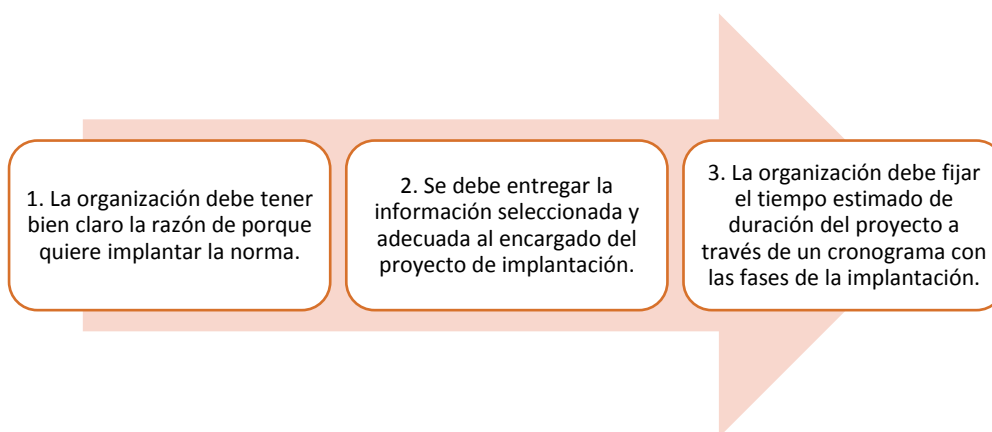 1. La organización debe tener
bien claro la razón de porque
quiere implantar la norma.
2. Se debe entregar la
información seleccionada y
adecuada al encargado del
proyecto de implantación.
3. La organización debe fijar
el tiempo estimado de
duración del proyecto a
través de un cronograma con
las fases de la implantación.